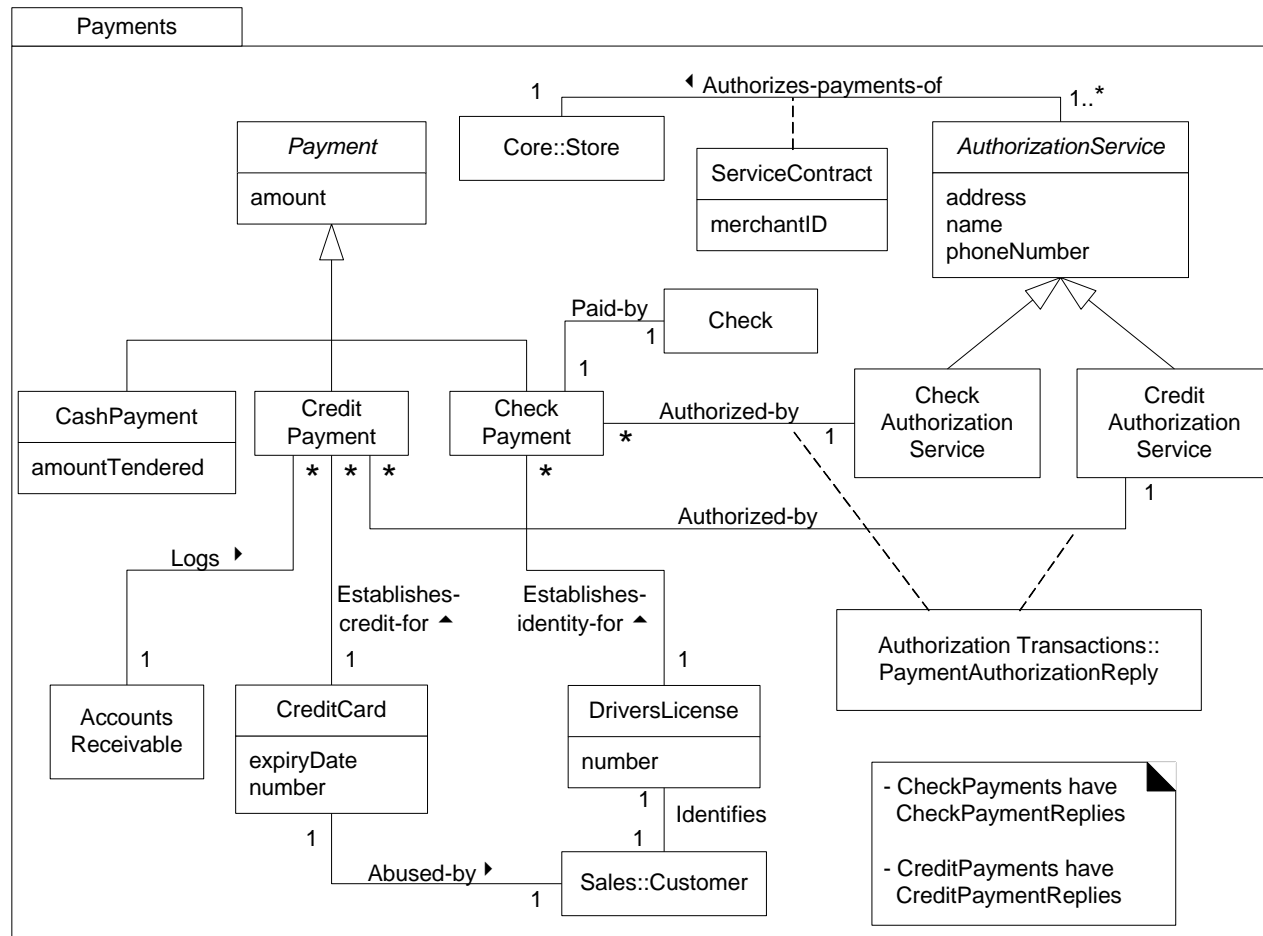 Payments
Authorizes-payments-of
1
1..*
Payment
amount
Core::Store
ServiceContract
merchantID
AuthorizationService
address
name
phoneNumber
Paid-by
1
Check
1
CashPayment
amountTendered
Credit
Payment
Check
Payment
Authorized-by
*
1
Check
Authorization
Service
Credit
Authorization
Service
*
*
*
*
1
Authorized-by
Logs
Establishes-
credit-for
Establishes-
identity-for
1
1
1
Authorization Transactions::
PaymentAuthorizationReply
Accounts
Receivable
CreditCard
expiryDate
number
DriversLicense
number
1
1
Identifies
1
Abused-by
1
Sales::Customer
- CheckPayments have
CheckPaymentReplies
- CreditPayments have
CreditPaymentReplies